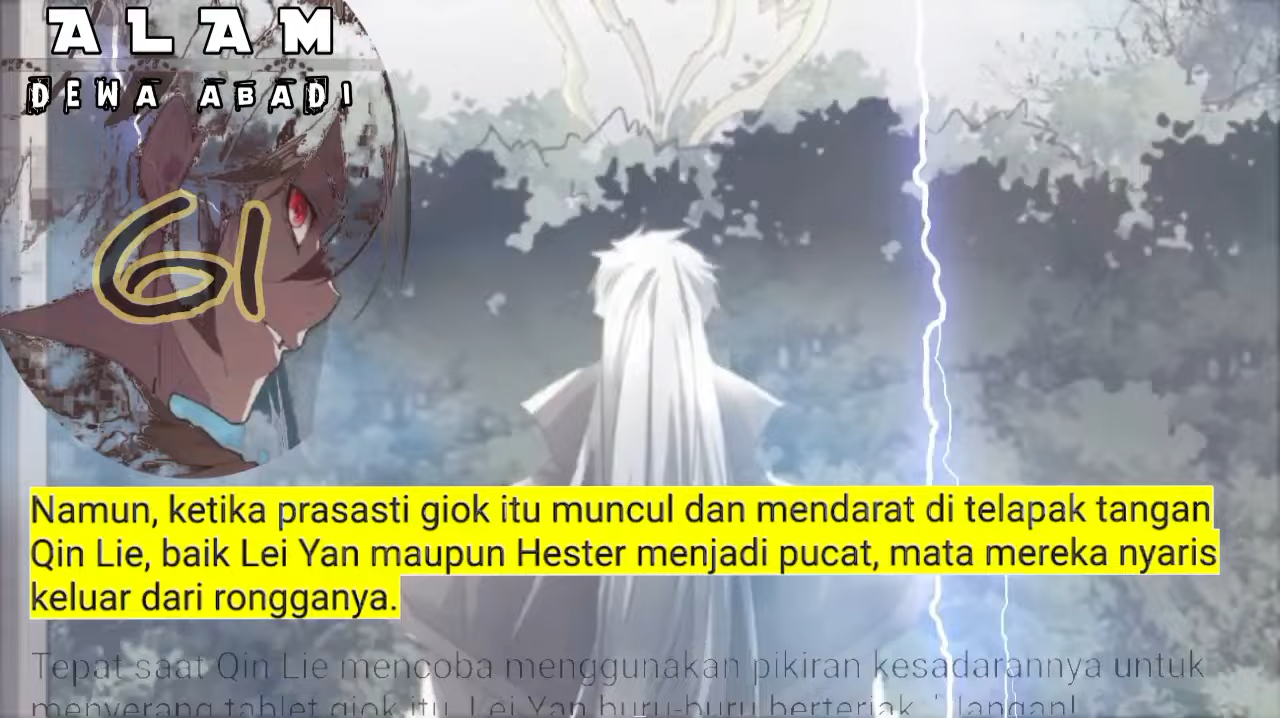 ALAM
DEWA ABADI
61
Namun, ketika prasasti giok itu muncul dan mendarat di telapak tangan
Qin Lie, baik Lei Yan maupun Hester menjadi pucat, mata mereka nyaris
keluar dari rongganya.
Tepat saat Qin Lie mencoba menggunakan pikiran kesadarannya untuk
menyerang tablet giok itu, Lei Yan buru-buru berteriak, "Jangan!